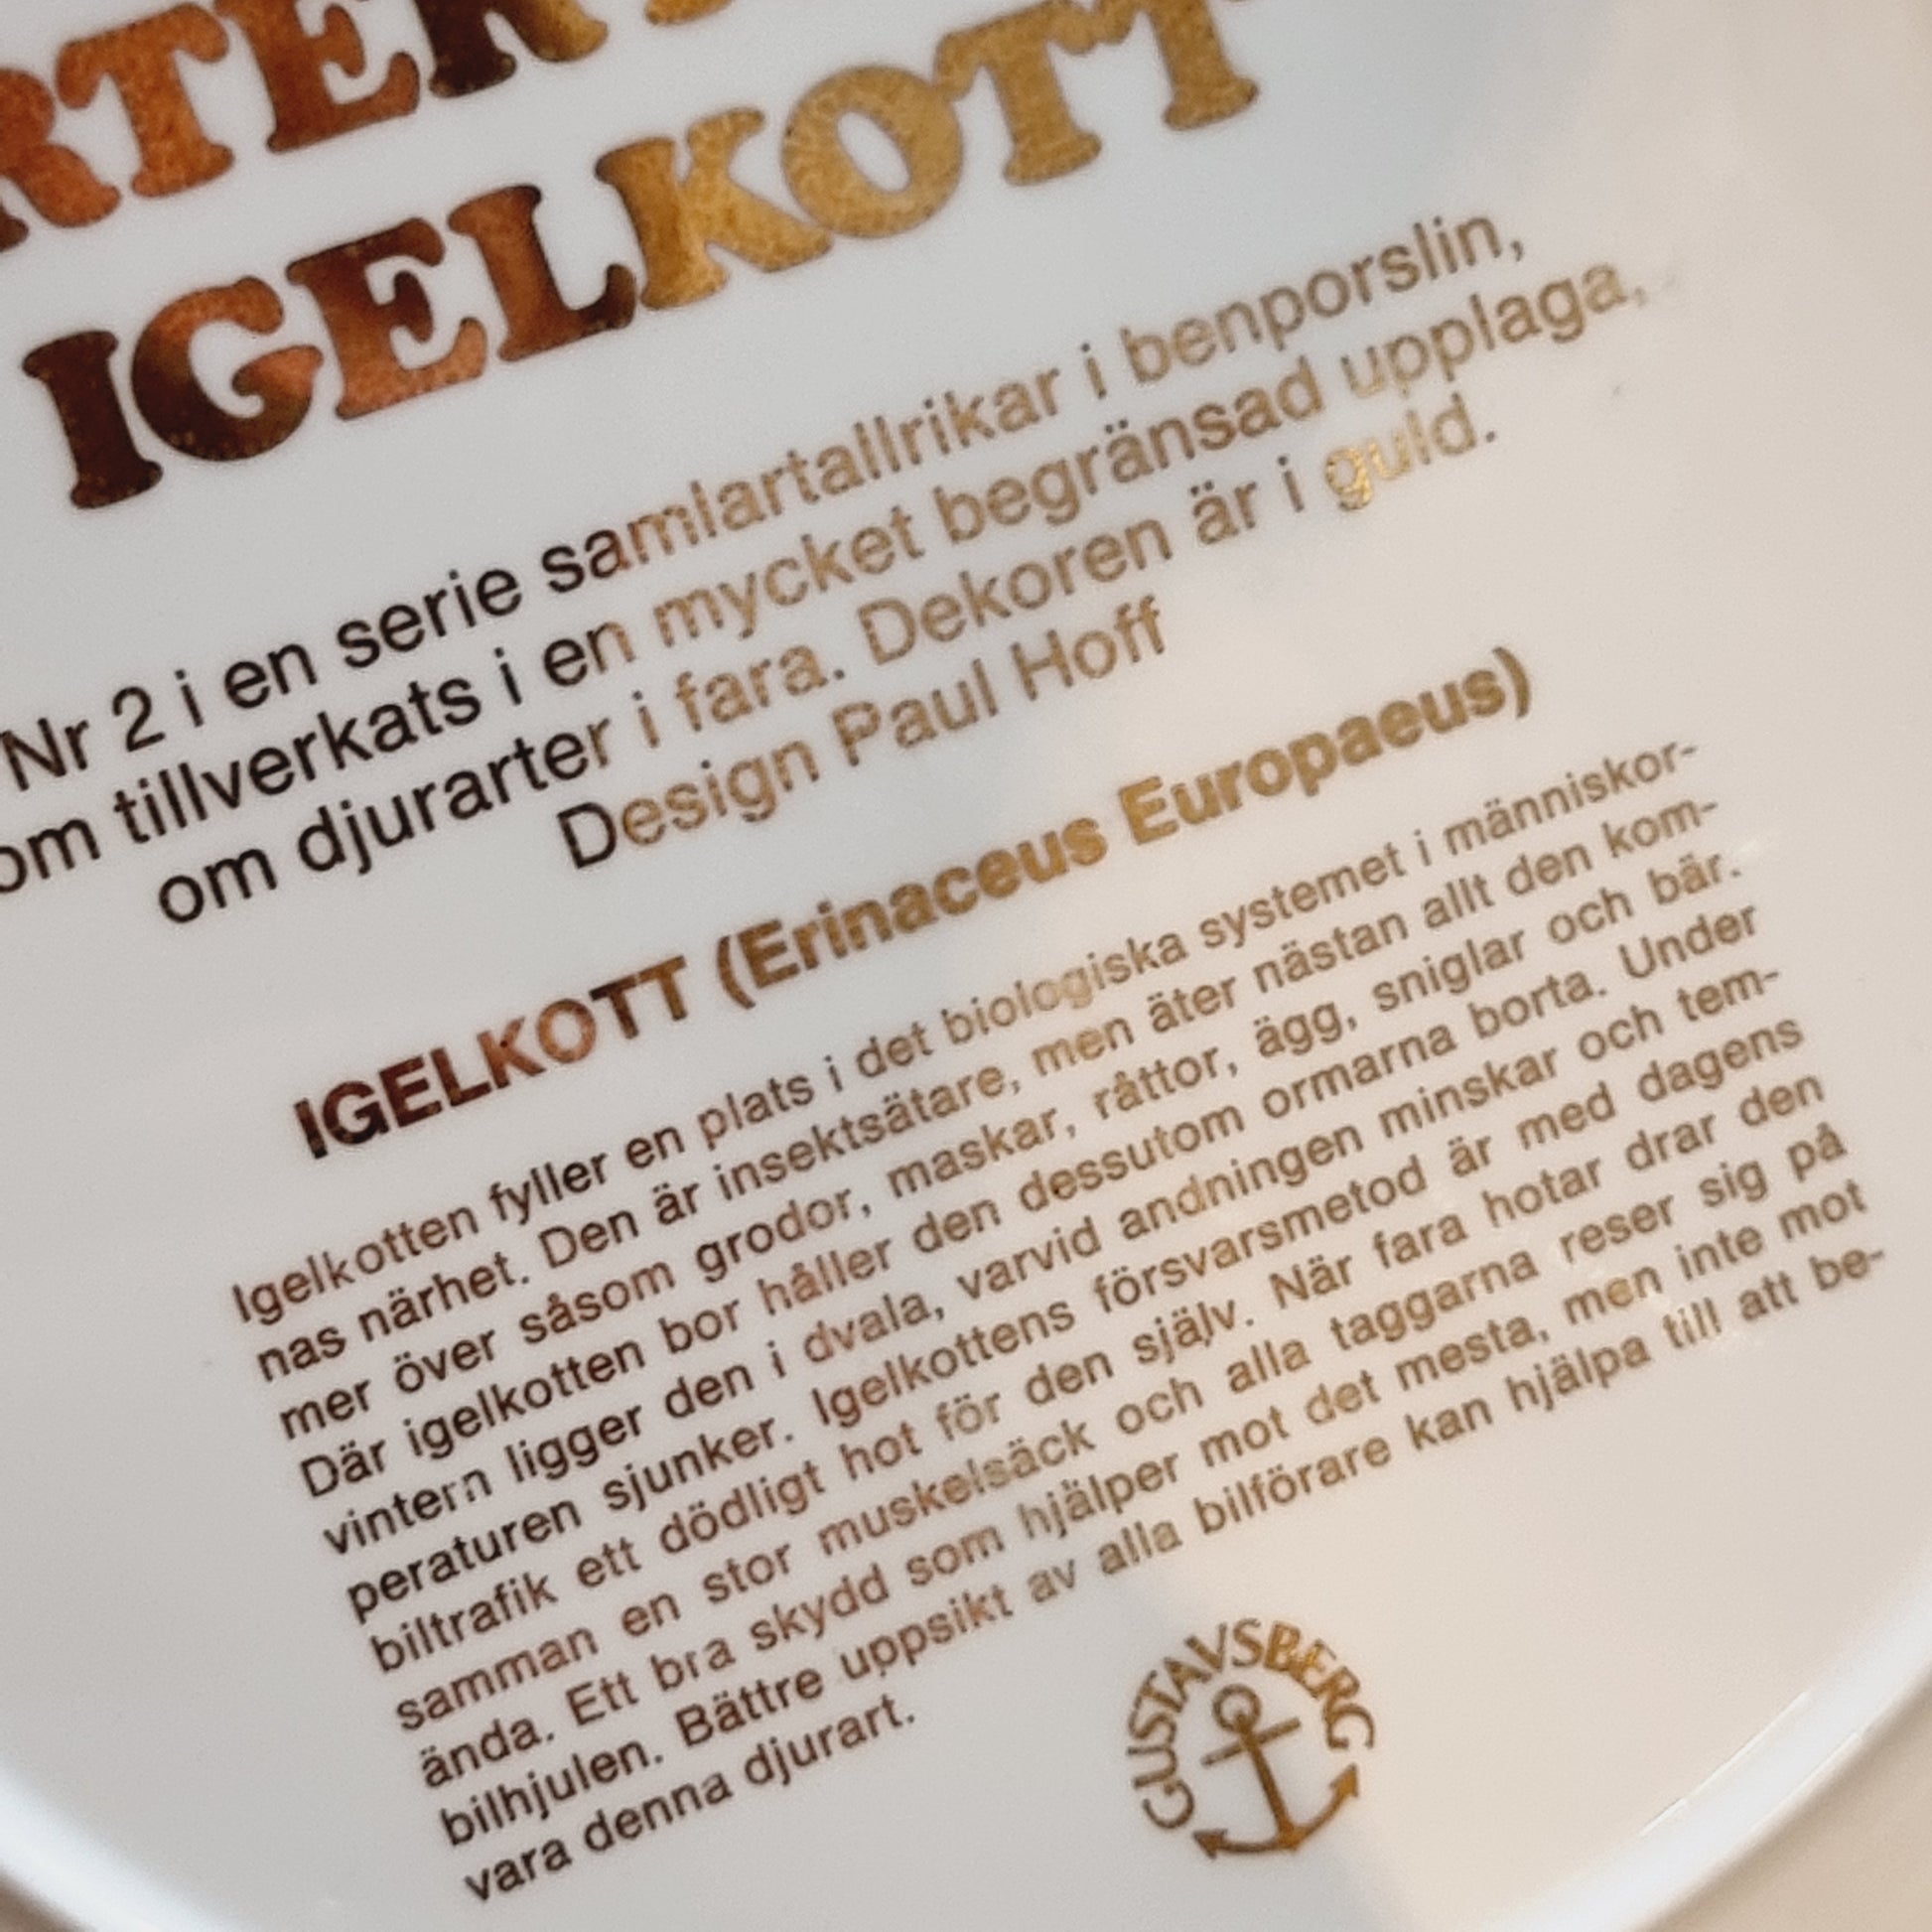 IGELKOTT
Nr 2 i en serie samlartallrikar i benporslin,
tillverkats i en mycket begränsad upplaga,
om djurarter i fara. Dekoren är i guld.
Design Paul Hoff
IGELKOTT (Erinaceus Europaeus)
Igelkotten fyller en plats i det biologiska systemet i människor-
nas närhet. Den är insektsätare, men äter nästan allt den kom-
mer över såsom grodor, maskar, råttor, ägg, sniglar och bär.
Där igelkotten bor håller den dessutom ormarna borta. Under
vintern ligger den i dvala, varvid andningen minskar och tem-
peraturen sjunker. Igelkottens försvarsmetod är med dagens
biltrafik ett dödligt hot för den själv. När fara hotar drar den
samman en stor muskelsäck och alla taggarna reser sig på
ända. Ett bra skydd som hjälper mot det mesta, men inte mot
bilhjulen. Bättre uppsikt av alla bilförare kan hjälpa till att be-
vara denna djurart.
GUSTAVSBERG